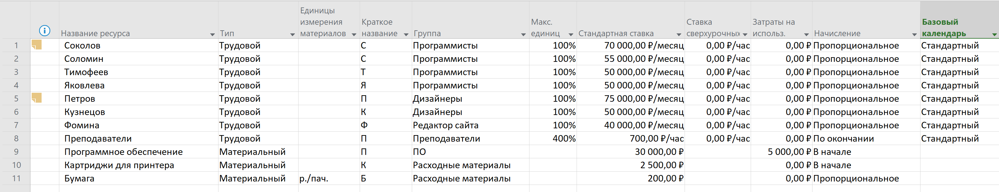 Название ресурса Тип Единицы измерения материалов Краткое название Группа Макс. единиц Стандартная ставка Ставка сверхурочных Затраты на использ. Начисление Базовый календарь
1 Соколов Трудовой С Программисты 100% 70 000,00 ₽/месяц 0,00 ₽/час 0,00 ₽ Пропорциональное Стандартный
2 Соломин Трудовой С Программисты 100% 55 000,00 ₽/месяц 0,00 ₽/час 0,00 ₽ Пропорциональное Стандартный
3 Тимофеев Трудовой Т Программисты 100% 50 000,00 ₽/месяц 0,00 ₽/час 0,00 ₽ Пропорциональное Стандартный
4 Яковлева Трудовой Я Программисты 100% 50 000,00 ₽/месяц 0,00 ₽/час 0,00 ₽ Пропорциональное Стандартный
5 Петров Трудовой П Дизайнеры 100% 75 000,00 ₽/месяц 0,00 ₽/час 0,00 ₽ Пропорциональное Стандартный
6 Кузнецов Трудовой К Дизайнеры 100% 50 000,00 ₽/месяц 0,00 ₽/час 0,00 ₽ Пропорциональное Стандартный
7 Фомина Трудовой Ф Редактор сайта 100% 40 000,00 ₽/месяц 0,00 ₽/час 0,00 ₽ Пропорциональное Стандартный
8 Преподаватели Трудовой П Преподаватели 400% 700,00 ₽/час 0,00 ₽/час 0,00 ₽ По окончании Стандартный
9 Программное обеспечение Материальный П ПО 30 000,00 ₽ 5 000,00 ₽ В начале
10 Картриджи для принтера Материальный К Расходные материалы 2 500,00 ₽ 0,00 ₽ В начале
11 Бумага Материальный р./пач. Б Расходные материалы 200,00 ₽ 0,00 ₽ Пропорциональное